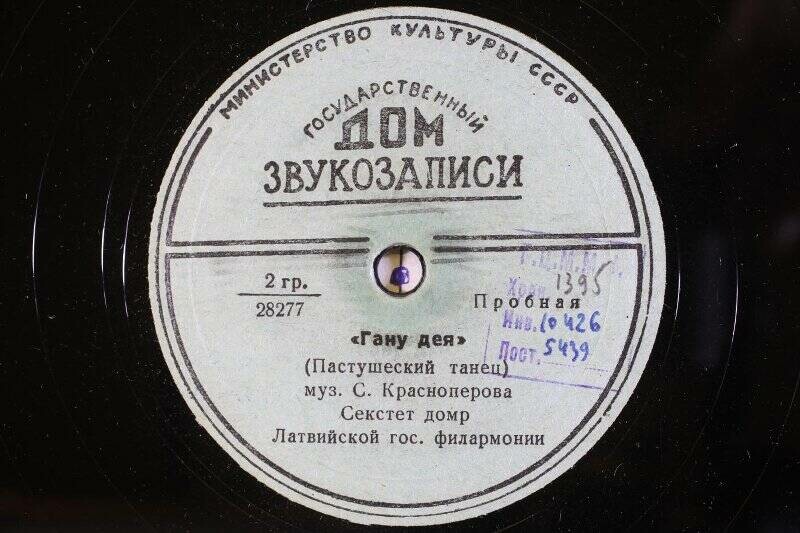 МИНИСТЕРСТВО КУЛЬТУРЫ СССР
ГОСУДАРСТВЕННЫЙ
ДОМ
ЗВУКОЗАПИСИ
2 гр.
28277
Пробная
Г.Ц.М.М.К.
Хран. 1395
Инв. 10426
Пост. 5439
«Гану дея»
(Пастушеский танец)
муз. С. Красноперова
Секстет домр
Латвийской гос. филармонии